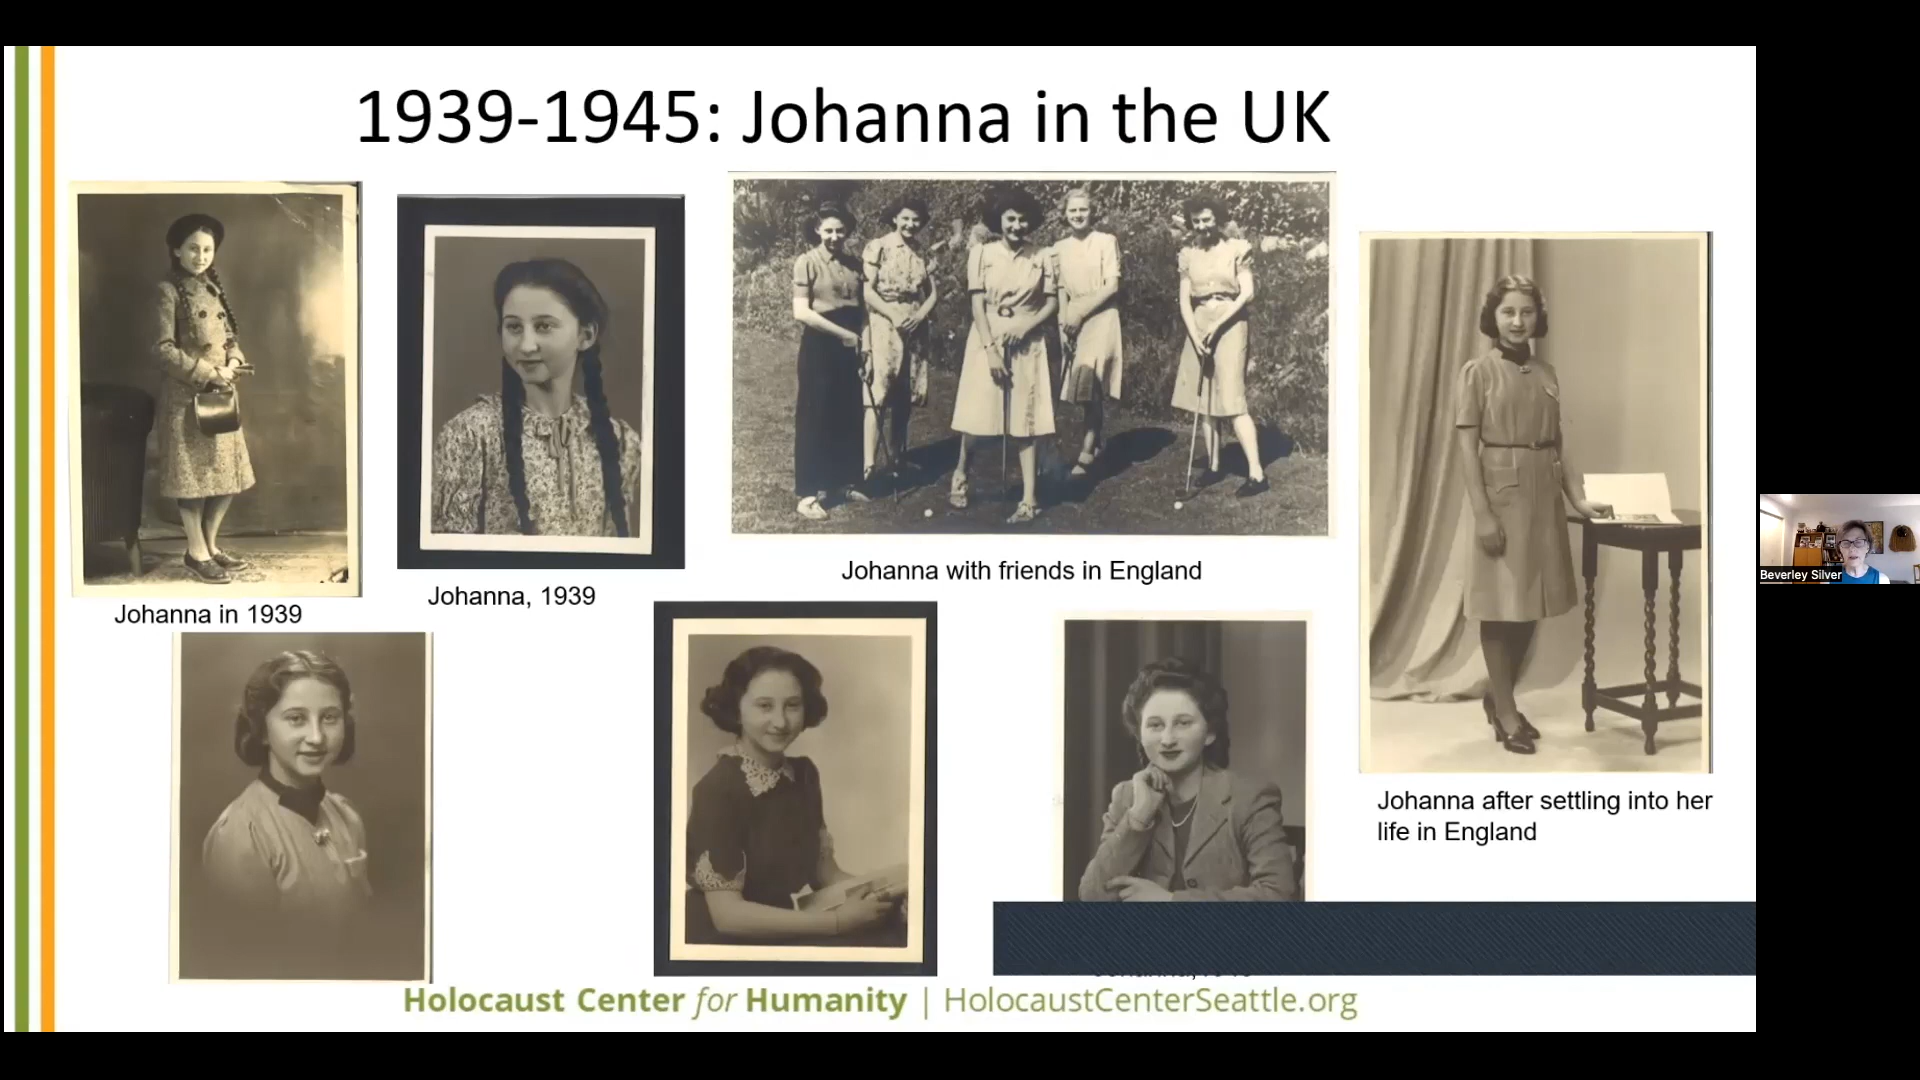 1939-1945: Johanna in the UK
Johanna in 1939
Johanna, 1939
Johanna with friends in England
Johanna after settling into her
life in England
Beverley Silver
Holocaust Center for Humanity | HolocaustCenterSeattle.org